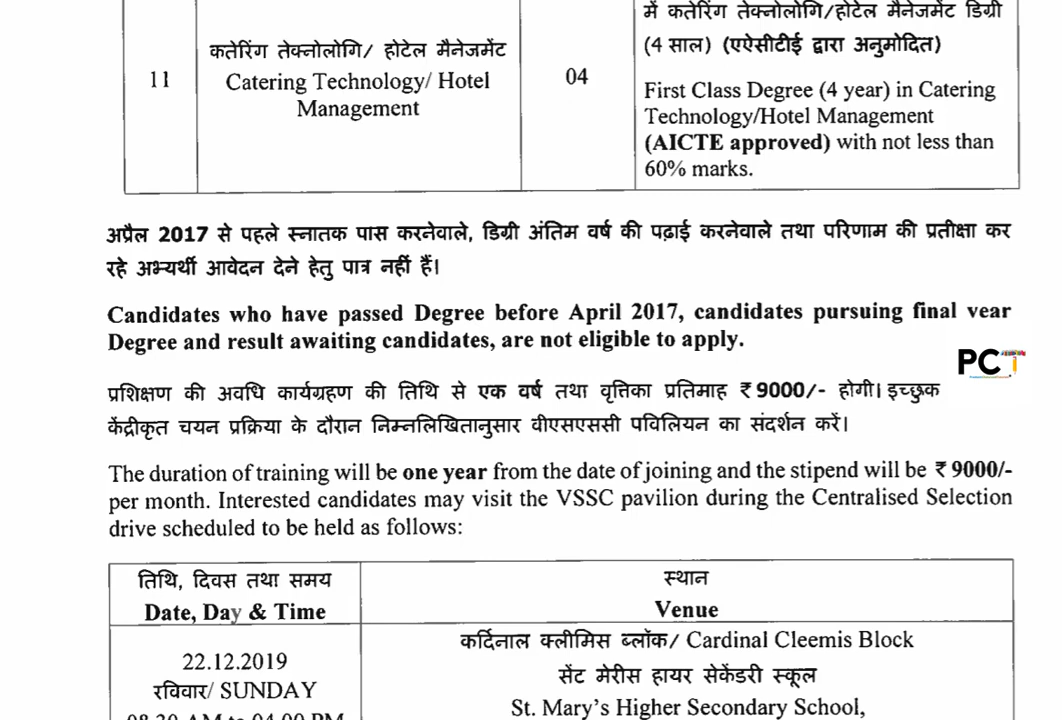 में कतेरिंग तेक्नोलोगि/होटेल मैनेजमेंट डिग्री
(4 साल) (एऐसीटीई द्वारा अनुमोदित)
11
कतेरिंग तेक्नोलोगि/ होटेल मैनेजमेंट
Catering Technology/ Hotel
Management
04
First Class Degree (4 year) in Catering
Technology/Hotel Management
(AICTE approved) with not less than
60% marks.
अप्रैल 2017 से पहले स्नातक पास करनेवाले, डिग्री अंतिम वर्ष की पढ़ाई करनेवाले तथा परिणाम की प्रतीक्षा कर
रहे अभ्यर्थी आवेदन देने हेतु पात्र नहीं हैं।
Candidates who have passed Degree before April 2017, candidates pursuing final year
Degree and result awaiting candidates, are not eligible to apply.
PCT
प्रशिक्षण की अवधि कार्यग्रहण की तिथि से एक वर्ष तथा वृत्तिका प्रतिमाह ₹ 9000/- होगी। इच्छुक
केंद्रीकृत चयन प्रक्रिया के दौरान निम्नलिखितानुसार वीएसएससी पविलियन का संदर्शन करें।
The duration of training will be one year from the date of joining and the stipend will be ₹ 9000/-
per month. Interested candidates may visit the VSSC pavilion during the Centralised Selection
drive scheduled to be held as follows:
तिथि, दिवस तथा समय
Date, Day & Time
स्थान
Venue
22.12.2019
रविवार/ SUNDAY
08.30 AM to 04.00 PM
कर्दिनाल क्लीमिस ब्लॉक/ Cardinal Cleemis Block
सेंट मेरीस हायर सेकेंडरी स्कूल
St. Mary's Higher Secondary School,